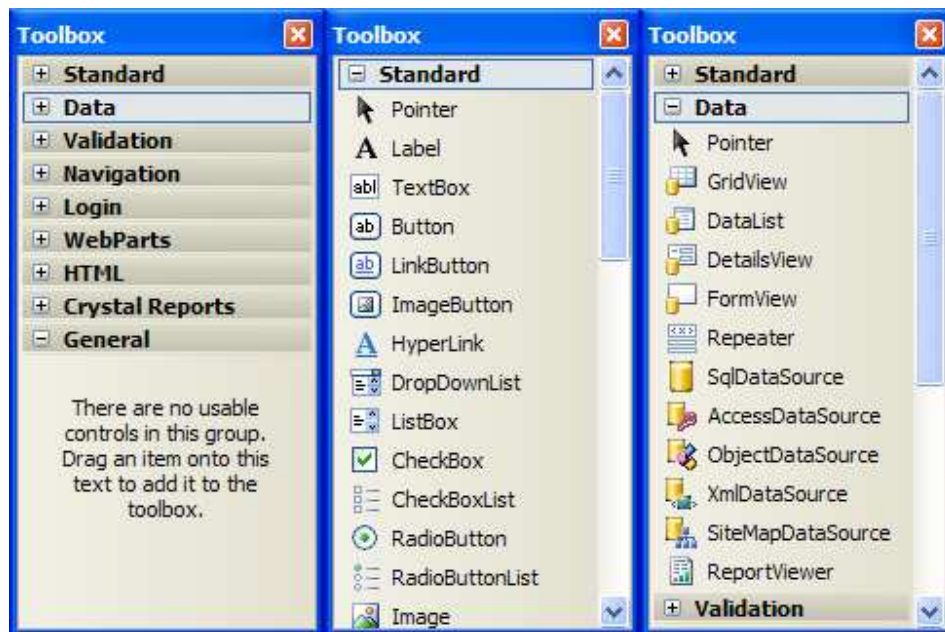 Toolbox
Standard
Data
Validation
Navigation
Login
WebParts
HTML
Crystal Reports
General
There are no usable
controls in this group.
Drag an item onto this
text to add it to the
toolbox.
Toolbox
Standard
Pointer
A Label
abl TextBox
ab Button
ab LinkButton
ImageButton
A HyperLink
DropDownList
ListBox
CheckBox
CheckBoxList
RadioButton
RadioButtonList
Image
Toolbox
Standard
Data
Pointer
GridView
DataList
DetailsView
FormView
Repeater
SqlDataSource
AccessDataSource
ObjectDataSource
XmlDataSource
SiteMapDataSource
ReportViewer
Validation